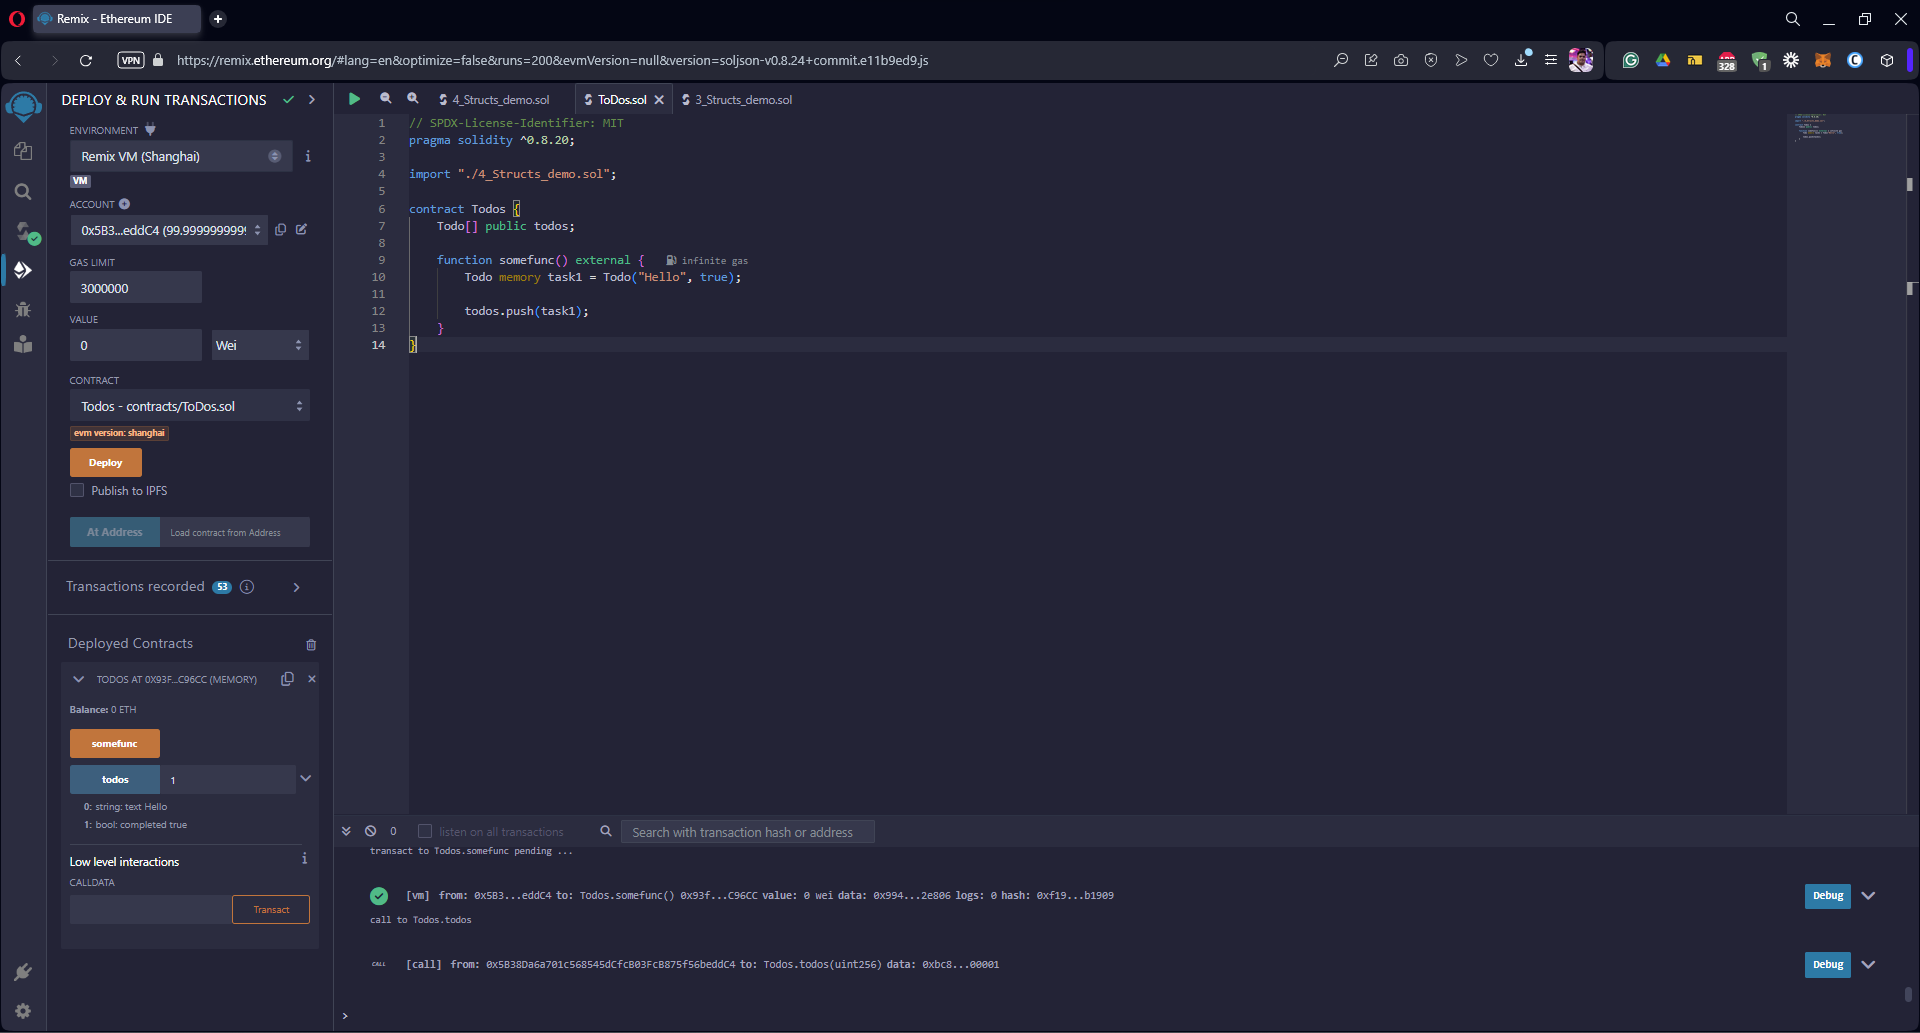 Remix - Ethereum IDE
VPN https://remix.ethereum.org/#lang=en&optimize=false&runs=200&evmVersion=null&version=soljson-v0.8.24+commit.e11b9ed9.js
328
1
DEPLOY & RUN TRANSACTIONS
ENVIRONMENT
Remix VM (Shanghai)
VM
ACCOUNT
0x5B3...eddC4 (99.9999999999
GAS LIMIT
3000000
VALUE
0
Wei
CONTRACT
Todos - contracts/ToDos.sol
evm version: shanghai
Deploy
Publish to IPFS
At Address
Load contract from Address
Transactions recorded 53
Deployed Contracts
TODOS AT 0X93F...C96CC (MEMORY)
Balance: 0 ETH
somefunc
todos
1
0: string: text Hello
1: bool: completed true
Low level interactions
CALLDATA
Transact
4_Structs_demo.sol
ToDos.sol
3_Structs_demo.sol
1 // SPDX-License-Identifier: MIT
2 pragma solidity ^0.8.20;
3
4 import "./4_Structs_demo.sol";
5
6 contract Todos {
7 Todo[] public todos;
8
9 function somefunc() external { infinite gas
10 Todo memory task1 = Todo("Hello", true);
11
12 todos.push(task1);
13 }
14 }
0
listen on all transactions
Search with transaction hash or address
transact to Todos.somefunc pending ...
[vm] from: 0x5B3...eddC4 to: Todos.somefunc() 0x93f...C96CC value: 0 wei data: 0x994...2e806 logs: 0 hash: 0xf19...b1909
Debug
call to Todos.todos
CALL [call] from: 0x5B38Da6a701c568545dCfcB03FcB875f56beddC4 to: Todos.todos(uint256) data: 0xbc8...00001
Debug
>